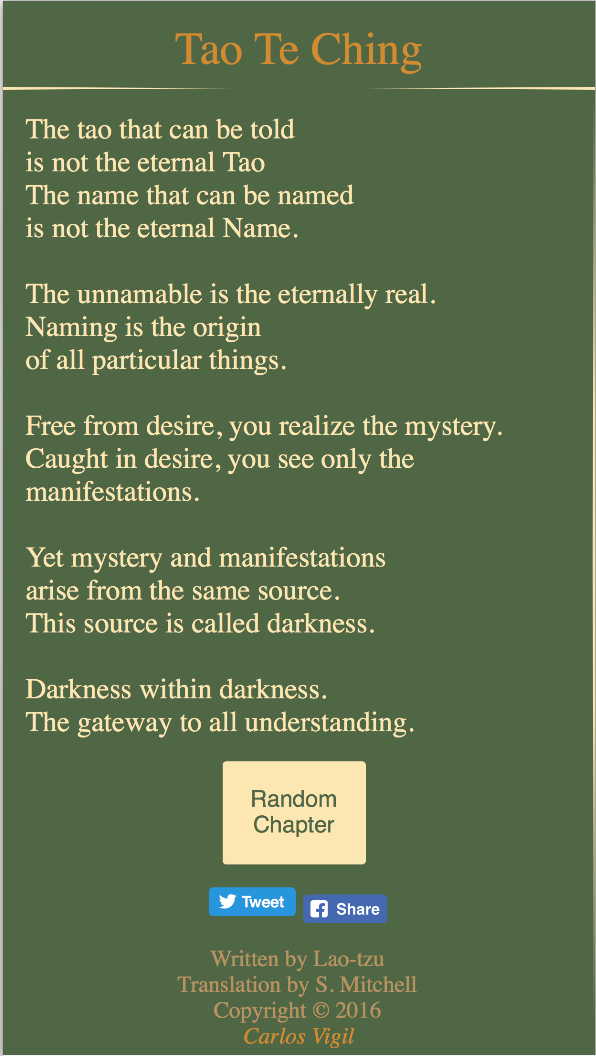 Tao Te Ching
The tao that can be told
is not the eternal Tao
The name that can be named
is not the eternal Name.
The unnamable is the eternally real.
Naming is the origin
of all particular things.
Free from desire, you realize the mystery.
Caught in desire, you see only the
manifestations.
Yet mystery and manifestations
arise from the same source.
This source is called darkness.
Darkness within darkness.
The gateway to all understanding.
Random
Chapter
Tweet
Share
Written by Lao-tzu
Translation by S. Mitchell
Copyright © 2016
Carlos Vigil